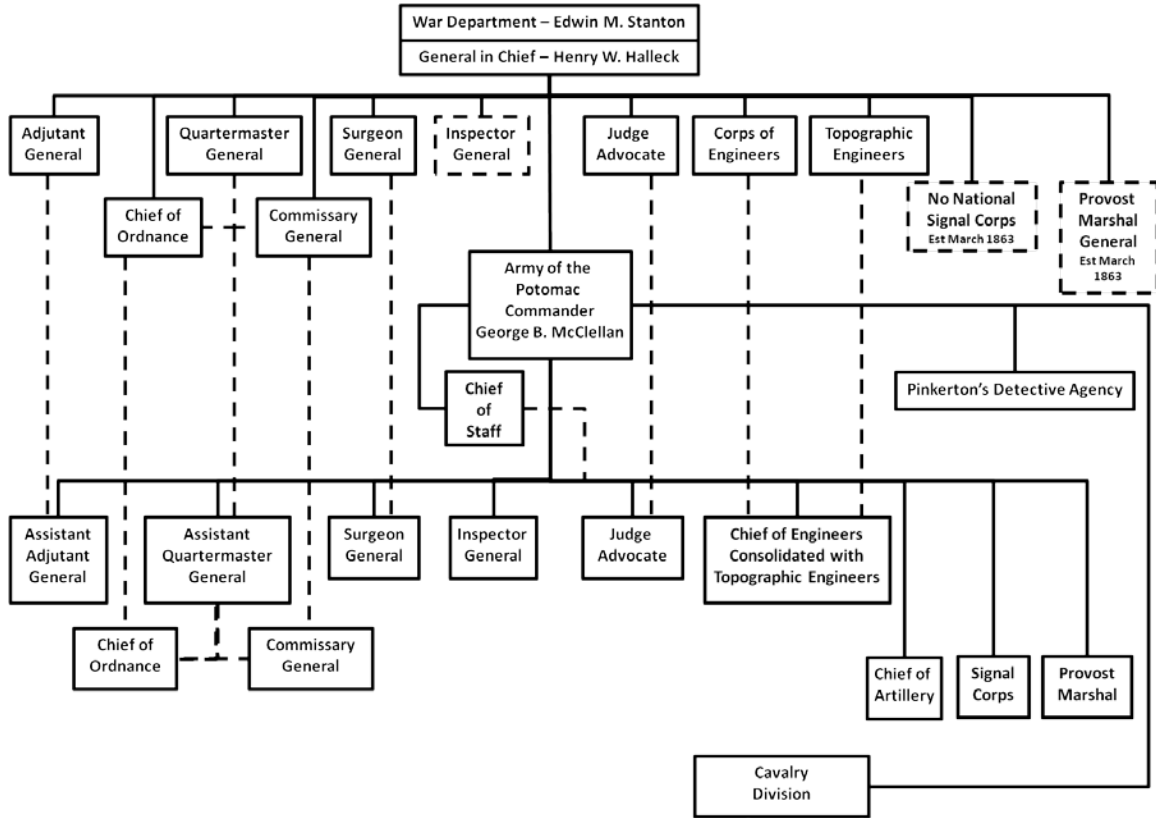 War Department – Edwin M. Stanton
General in Chief – Henry W. Halleck
Adjutant
General
Quartermaster
General
Surgeon
General
Inspector
General
Judge
Advocate
Corps of
Engineers
Topographic
Engineers
Chief of
Ordnance
Commissary
General
No National
Signal Corps
Est March 1863
Provost
Marshal
General
Est March
1863
Army of the
Potomac
Commander
George B. McClellan
Chief
of
Staff
Pinkerton's Detective Agency
Assistant
Adjutant
General
Assistant
Quartermaster
General
Surgeon
General
Inspector
General
Judge
Advocate
Chief of Engineers
Consolidated with
Topographic Engineers
Chief of
Ordnance
Commissary
General
Chief of
Artillery
Signal
Corps
Provost
Marshal
Cavalry
Division